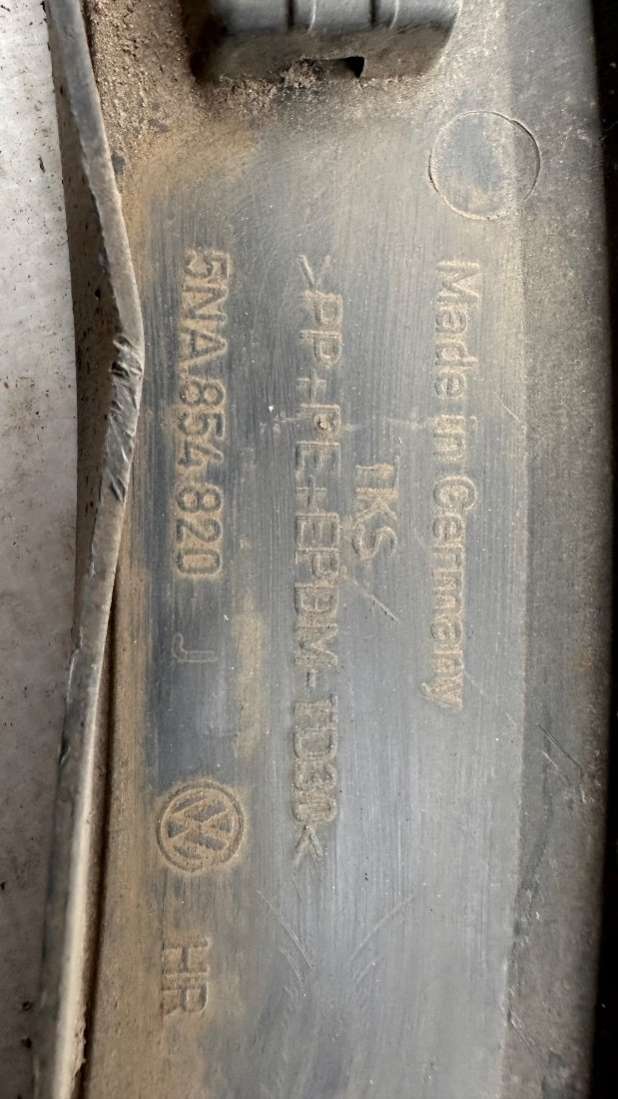 Made in Germany
TKS
>PP+PE+EPDM-TD30<
5NA 854 820 J HR